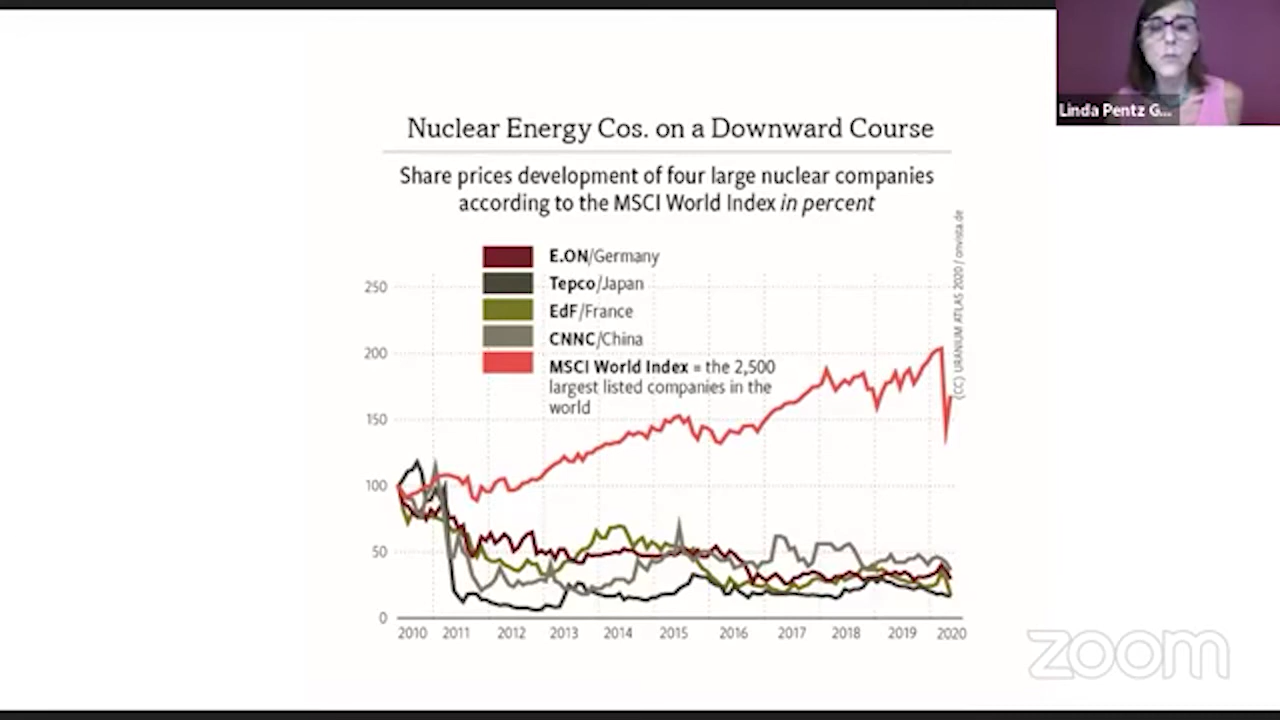 Linda Pentz G...
Nuclear Energy Cos. on a Downward Course
Share prices development of four large nuclear companies
according to the MSCI World Index in percent
E.ON/Germany
Tepco/Japan
EdF/France
CNNC/China
MSCI World Index = the 2,500
largest listed companies in the
world
250
200
150
100
50
0
2010 2011 2012 2013 2014 2015 2016 2017 2018 2019 2020
(CC) URANIUM ATLAS 2020 / onvista.de
zoom